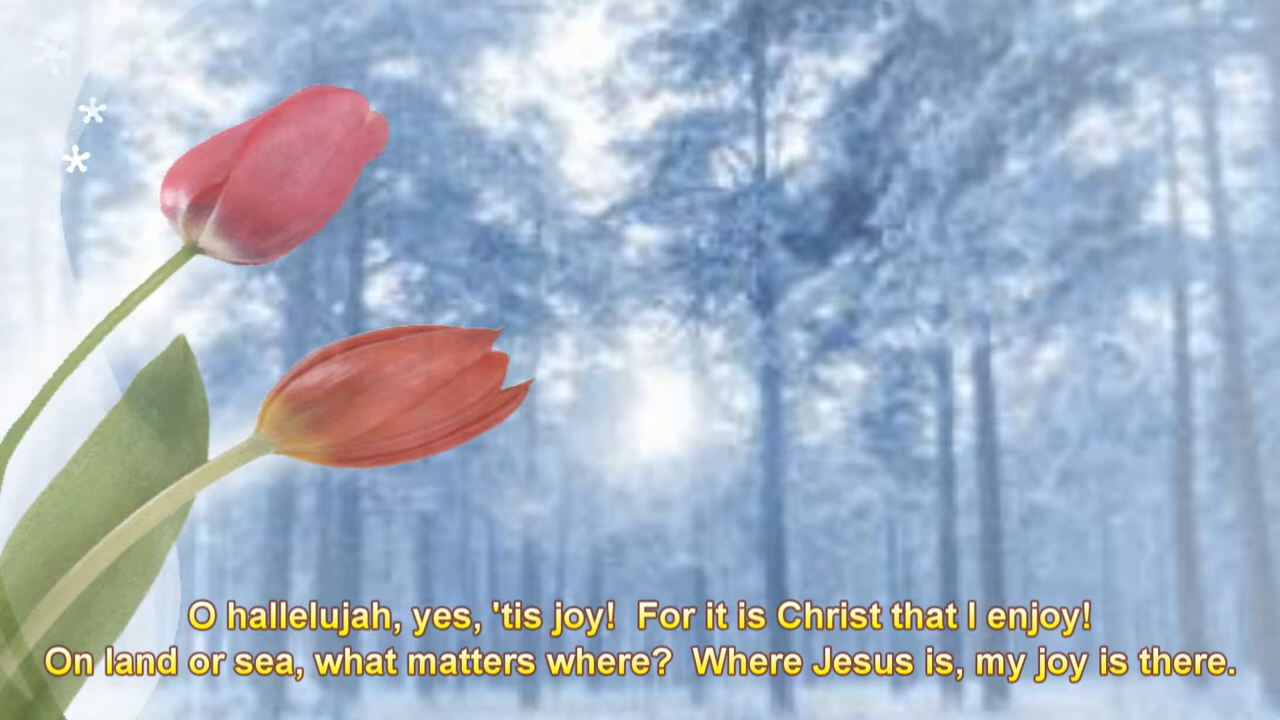 O hallelujah, yes, 'tis joy!  For it is Christ that I enjoy!
On land or sea, what matters where?  Where Jesus is, my joy is there.